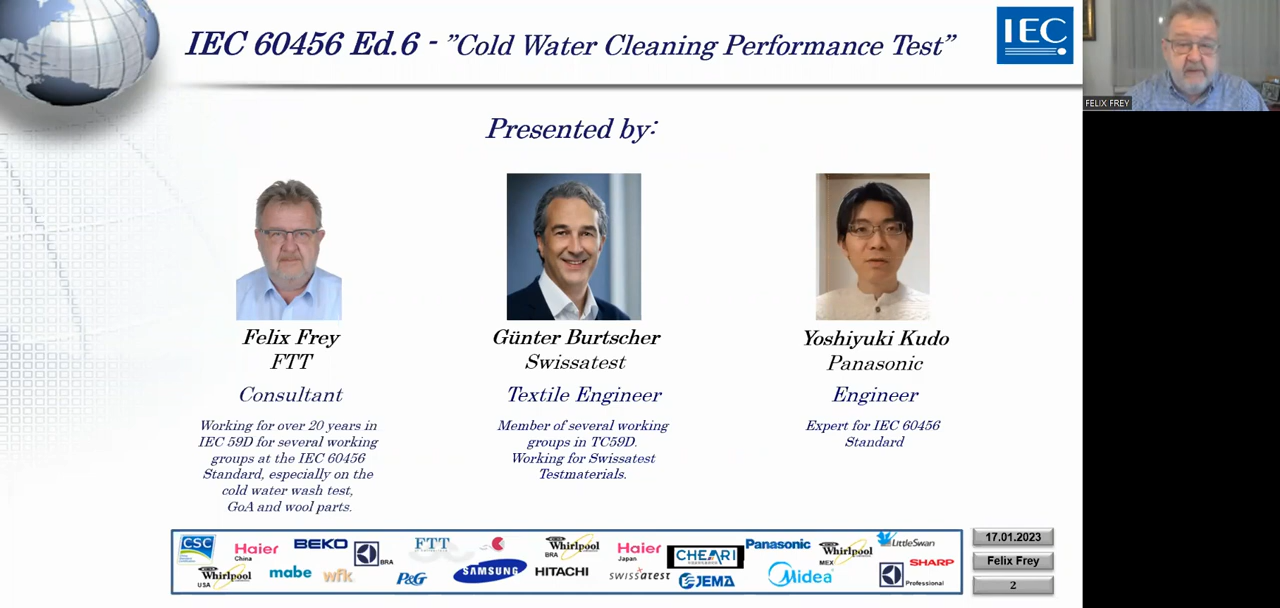 IEC 60456 Ed.6 - "Cold Water Cleaning Performance Test"
IEC
FELIX FREY
Presented by:
Felix Frey
FTT
Consultant
Working for over 20 years in
IEC 59D for several working
groups at the IEC 60456
Standard, especially on the
cold water wash test,
GoA and wool parts.
Günter Burtscher
Swissatest
Textile Engineer
Member of several working
groups in TC59D.
Working for Swissatest
Testmaterials.
Yoshiyuki Kudo
Panasonic
Engineer
Expert for IEC 60456
Standard
CSC
Haier
China
BEKO
BRA
FTT
Whirlpool
BRA
Haier
Japan
CHEARI
Panasonic
Whirlpool
MEX
LittleSwan
SHARP
Whirlpool
USA
mabe
wfk
P&G
SAMSUNG
HITACHI
swissatest
JEMA
Midea
Professional
17.01.2023
Felix Frey
2